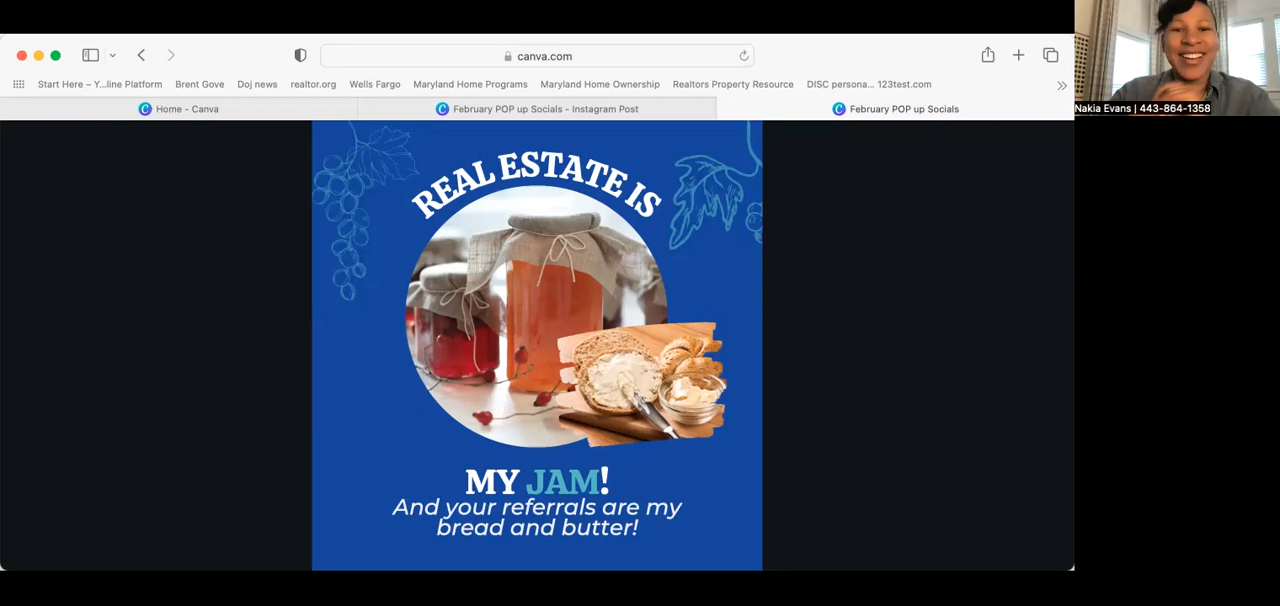 canva.com
Start Here – Y...line Platform
Brent Gove
Doj news
realtor.org
Wells Fargo
Maryland Home Programs
Maryland Home Ownership
Realtors Property Resource
DISC persona... 123test.com
Home - Canva
February POP up Socials - Instagram Post
February POP up Socials
Nakia Evans | 443-864-1358
REAL ESTATE IS
MY JAM!
And your referrals are my
bread and butter!